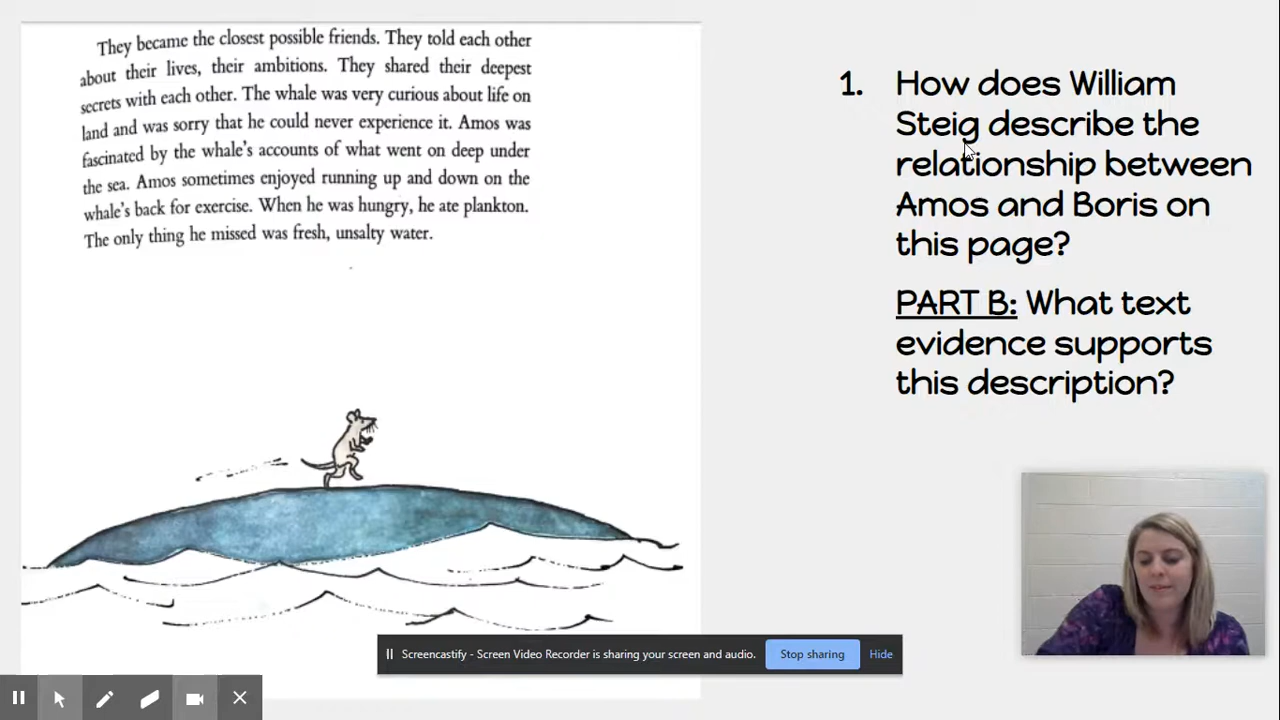 They became the closest possible friends. They told each other
about their lives, their ambitions. They shared their deepest
secrets with each other. The whale was very curious about life on
land and was sorry that he could never experience it. Amos was
fascinated by the whale's accounts of what went on deep under
the sea. Amos sometimes enjoyed running up and down on the
whale's back for exercise. When he was hungry, he ate plankton.
The only thing he missed was fresh, unsalty water.
1. How does William
Steig describe the
relationship between
Amos and Boris on
this page?
PART B: What text
evidence supports
this description?
Screencastify - Screen Video Recorder is sharing your screen and audio.
Stop sharing
Hide